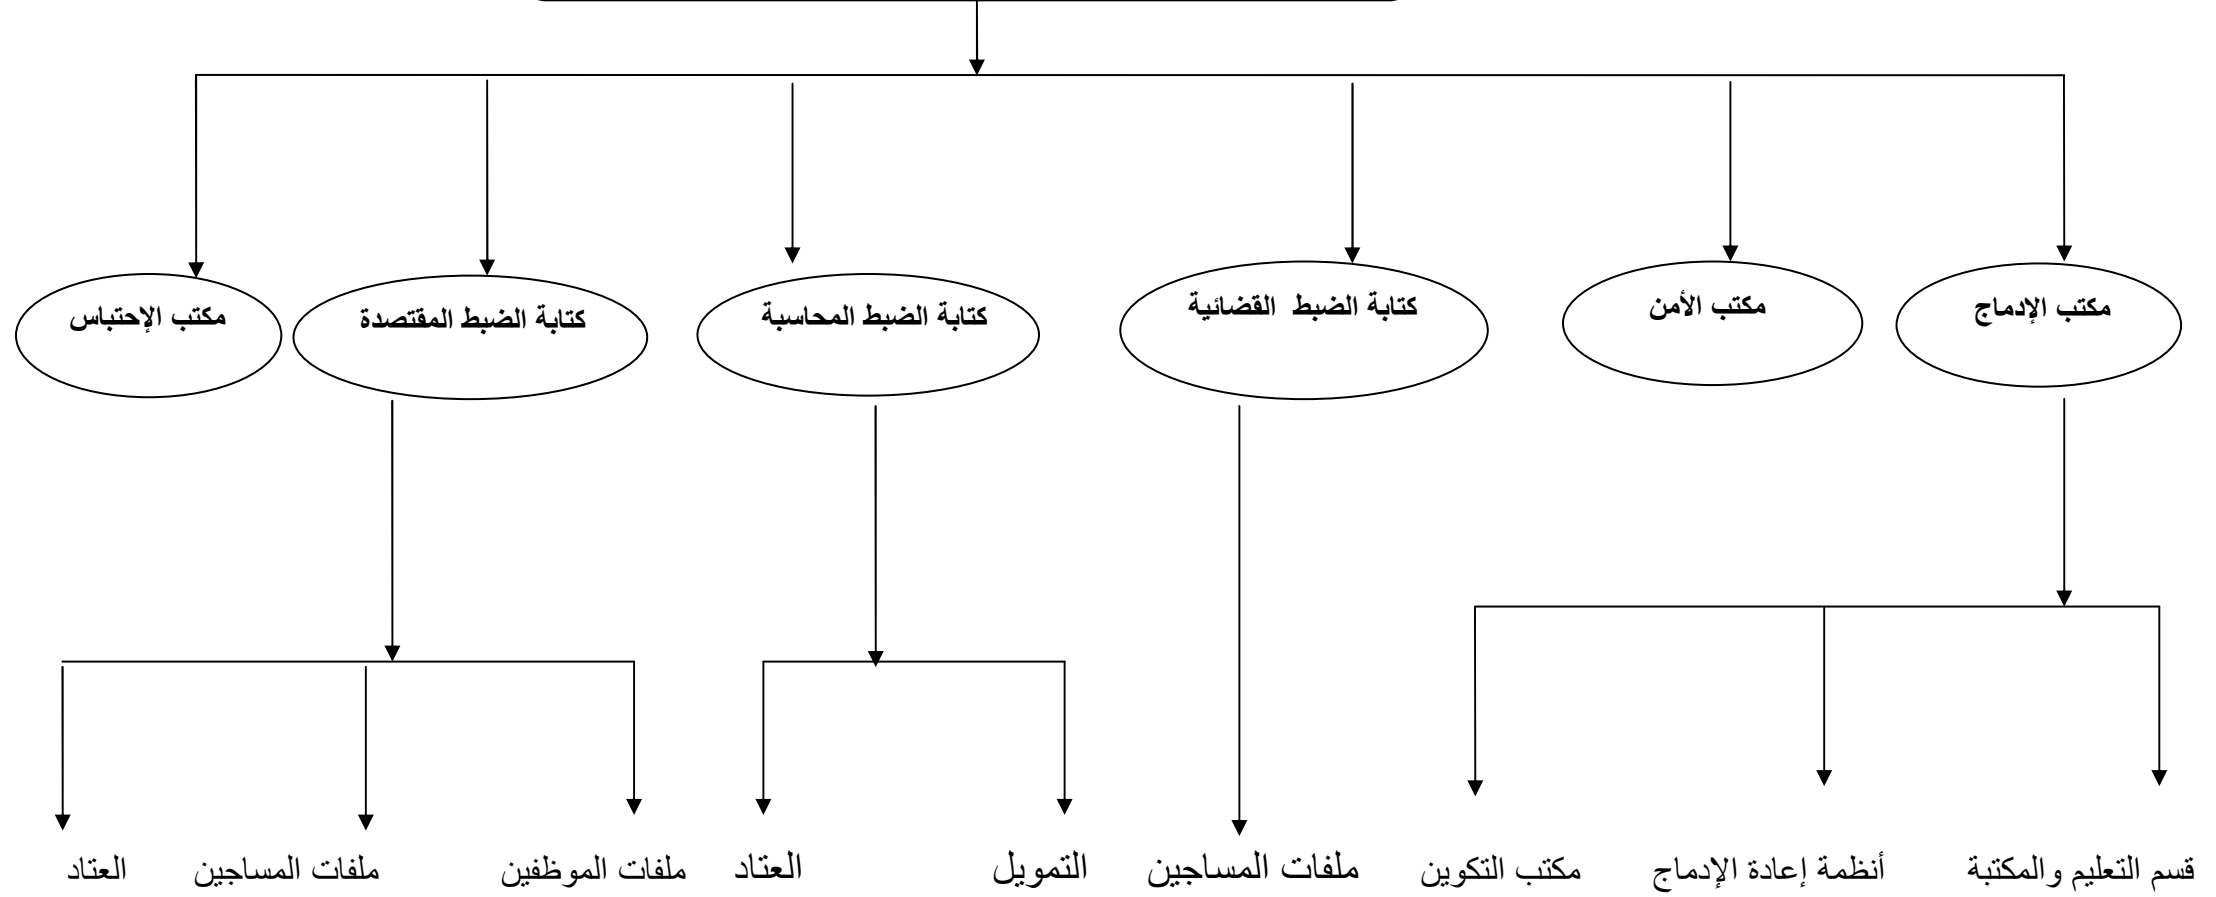 مكتب الإدماج
مكتب الأمن
كتابة الضبط القضائية
كتابة الضبط المحاسبة
كتابة الضبط المقتصدة
مكتب الإحتباس
قسم التعليم والمكتبة
أنظمة إعادة الإدماج
مكتب التكوين
ملفات المساجين
التمويل
العتاد
ملفات الموظفين
ملفات المساجين
العتاد